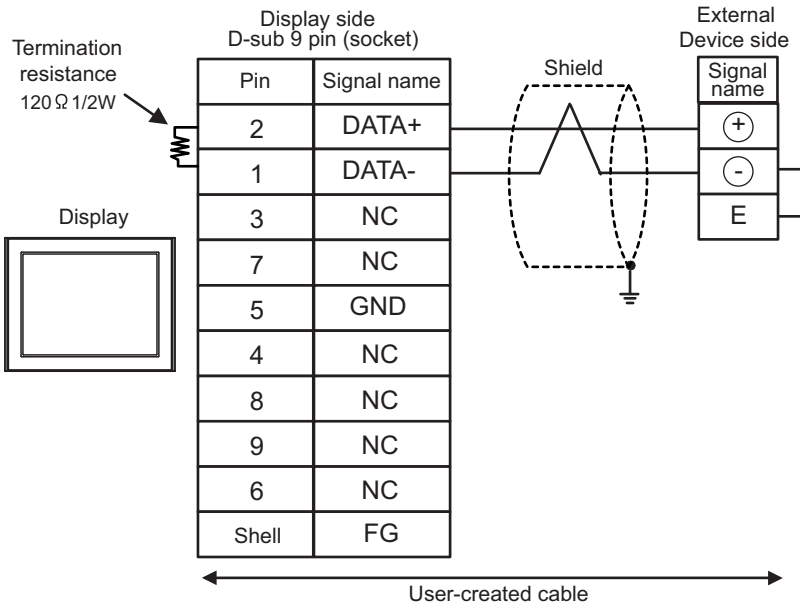 Display side
D-sub 9 pin (socket)
External
Device side
Termination
resistance
120Ω 1/2W
Shield
Pin Signal name
Signal
name
2 DATA+
+
1 DATA-
-
3 NC
E
Display
7 NC
5 GND
4 NC
8 NC
9 NC
6 NC
Shell FG
User-created cable